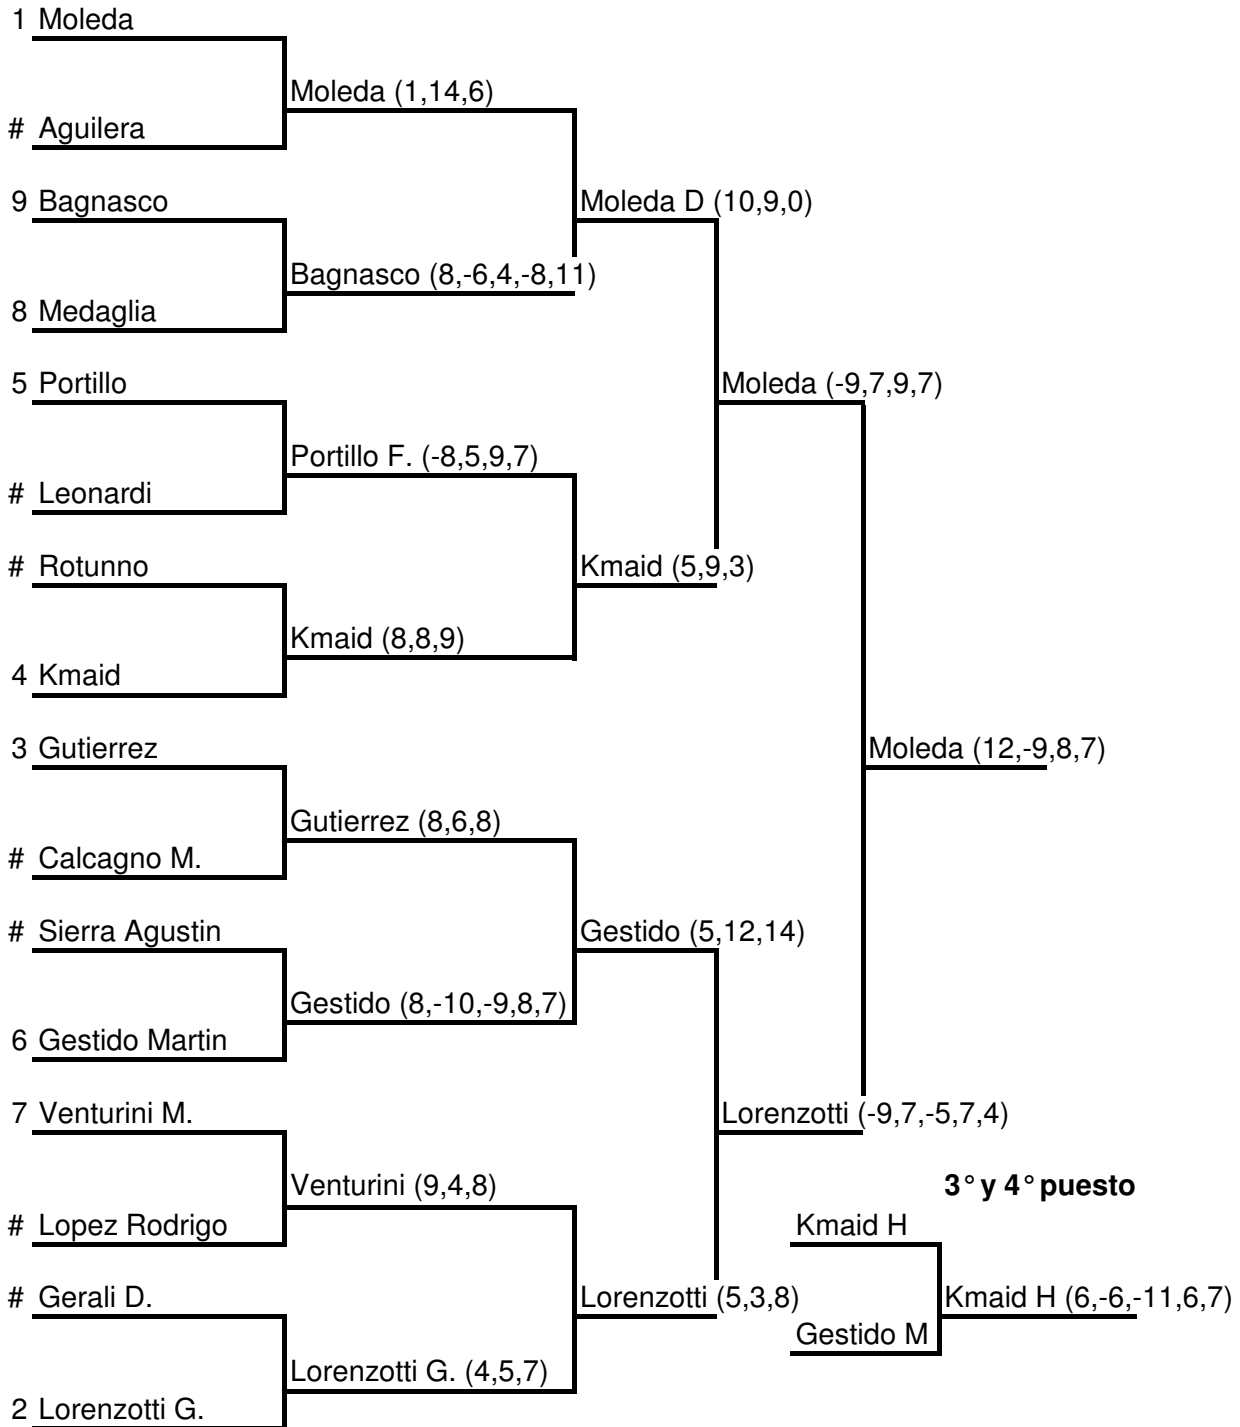 1 Moleda
Moleda (1,14,6)
# Aguilera
9 Bagnasco
Moleda D (10,9,0)
Bagnasco (8,-6,4,-8,11)
8 Medaglia
5 Portillo
Moleda (-9,7,9,7)
Portillo F. (-8,5,9,7)
# Leonardi
# Rotunno
Kmaid (5,9,3)
Kmaid (8,8,9)
4 Kmaid
3 Gutierrez
Moleda (12,-9,8,7)
Gutierrez (8,6,8)
# Calcagno M.
# Sierra Agustin
Gestido (5,12,14)
Gestido (8,-10,-9,8,7)
6 Gestido Martin
7 Venturini M.
Lorenzotti (-9,7,-5,7,4)
Venturini (9,4,8)
3° y 4° puesto
# Lopez Rodrigo
Kmaid H
# Gerali D.
Lorenzotti (5,3,8)
Kmaid H (6,-6,-11,6,7)
Gestido M
Lorenzotti G. (4,5,7)
2 Lorenzotti G.